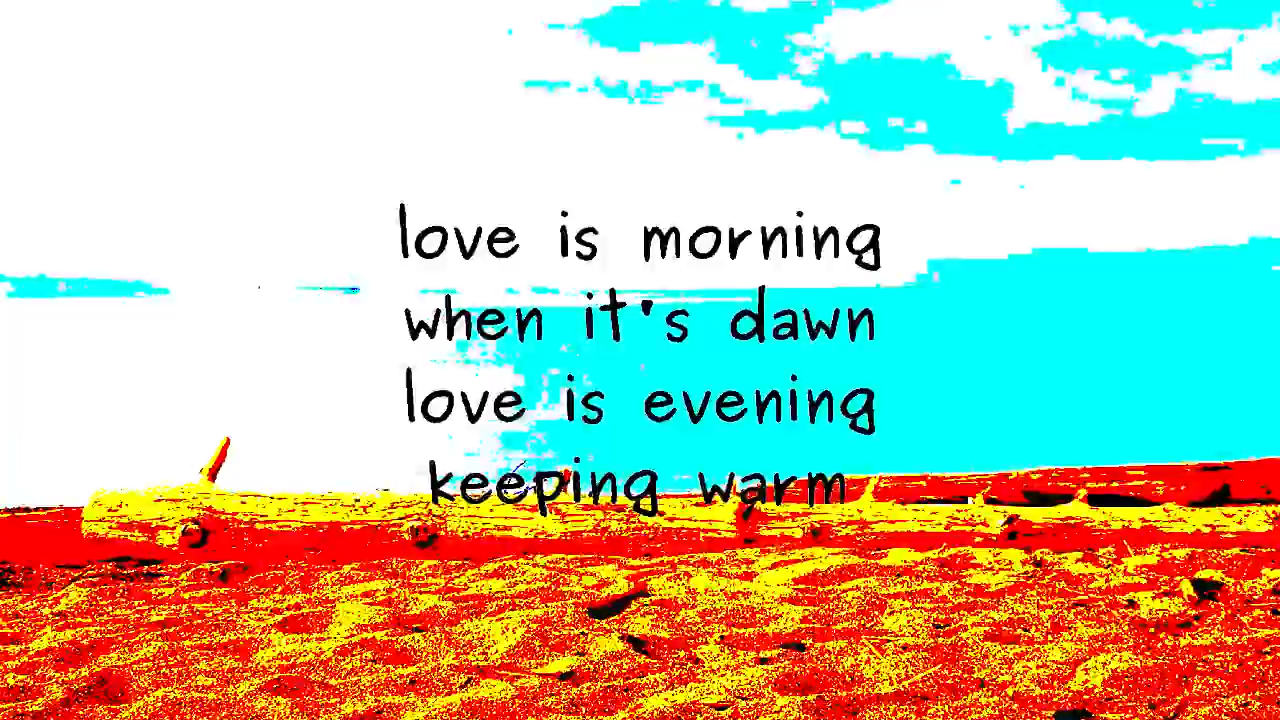 love is morning
when it's dawn
love is evening
keeping warm